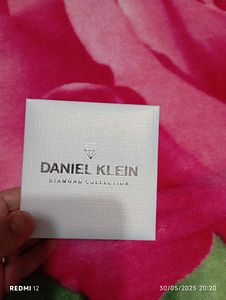 DANIEL KLEIN
DIAMOND COLLECTION
REDMI 12
30/05/2025 20:20